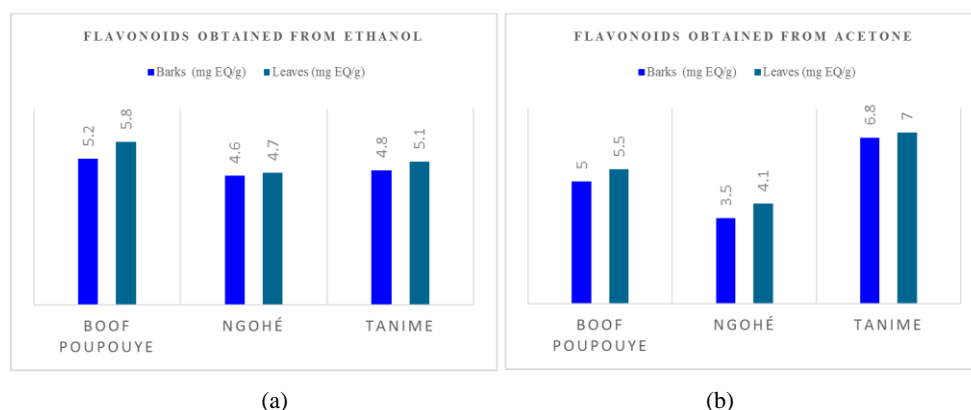 FLAVONOIDS OBTAINED FROM ETHANOL
Barks (mg EQ/g) Leaves (mg EQ/g)
5.2
5.8
4.6
4.7
4.8
5.1
BOOF
POUPOUYE
NGOHÉ
TANIME
(a)
FLAVONOIDS OBTAINED FROM ACETONE
Barks (mg EQ/g) Leaves (mg EQ/g)
5
5.5
3.5
4.1
6.8
7
BOOF
POUPOUYE
NGOHÉ
TANIME
(b)